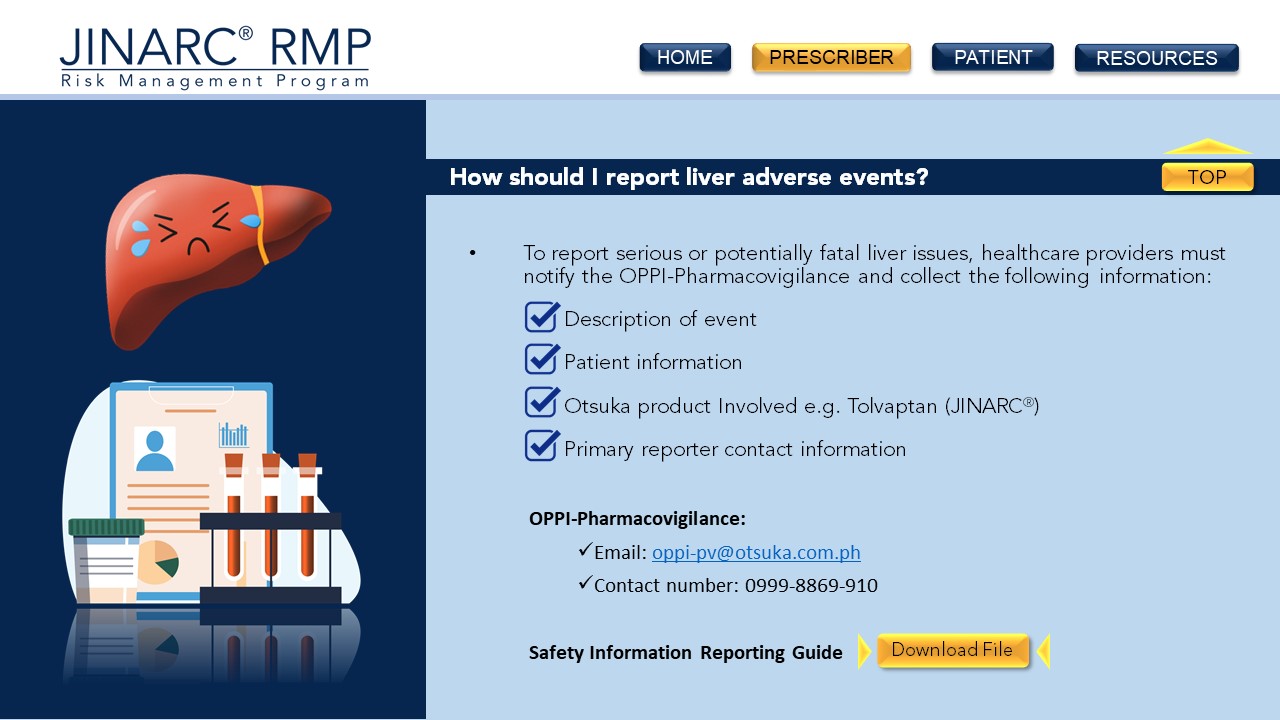 JINARC® RMP
Risk Management Program
HOME
PRESCRIBER
PATIENT
RESOURCES
How should I report liver adverse events?
TOP
• To report serious or potentially fatal liver issues, healthcare providers must
notify the OPPI-Pharmacovigilance and collect the following information:
Description of event
Patient information
Otsuka product Involved e.g. Tolvaptan (JINARC®)
Primary reporter contact information
OPPI-Pharmacovigilance:
✓Email: oppi-pv@otsuka.com.ph
✓Contact number: 0999-8869-910
Safety Information Reporting Guide
Download File